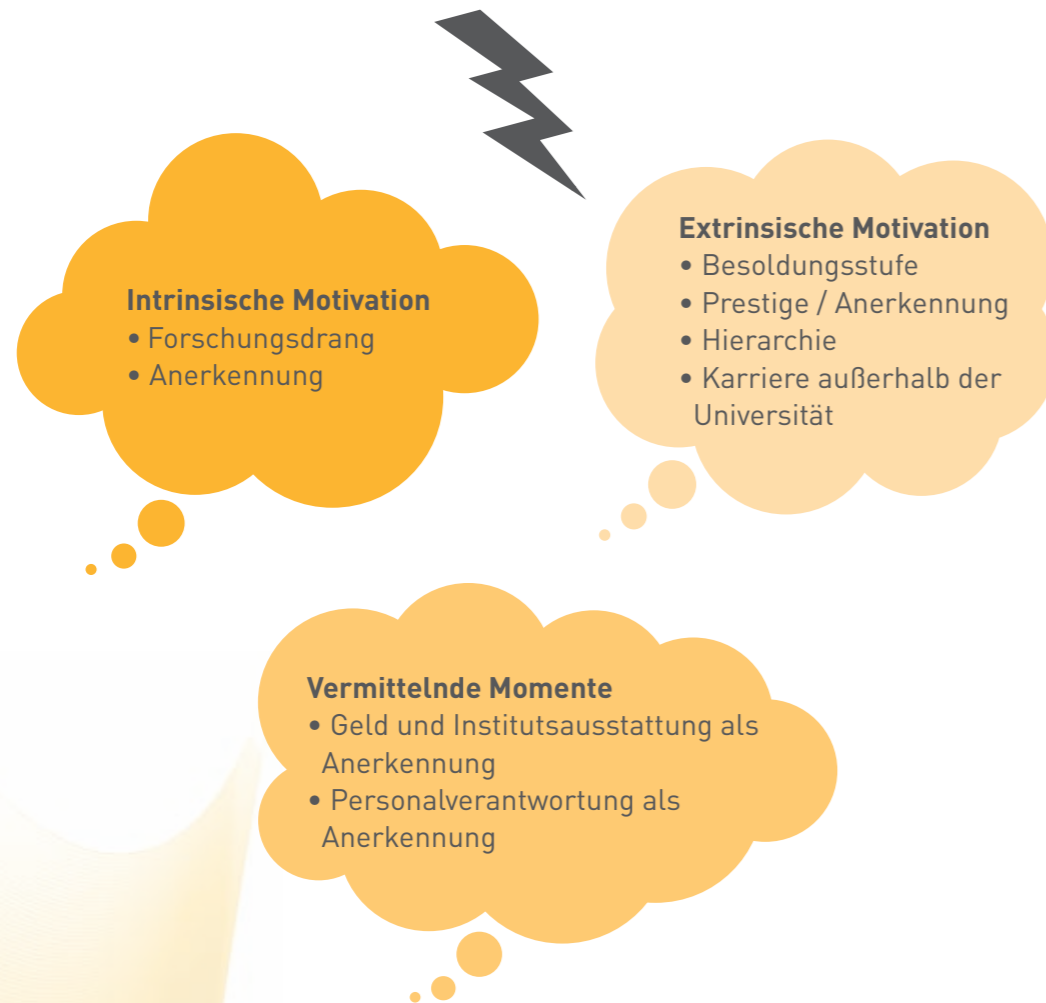 Intrinsische Motivation
• Forschungsdrang
• Anerkennung
Extrinsische Motivation
• Besoldungsstufe
• Prestige / Anerkennung
• Hierarchie
• Karriere außerhalb der
Universität
Vermittelnde Momente
• Geld und Institutsausstattung als
Anerkennung
• Personalverantwortung als
Anerkennung